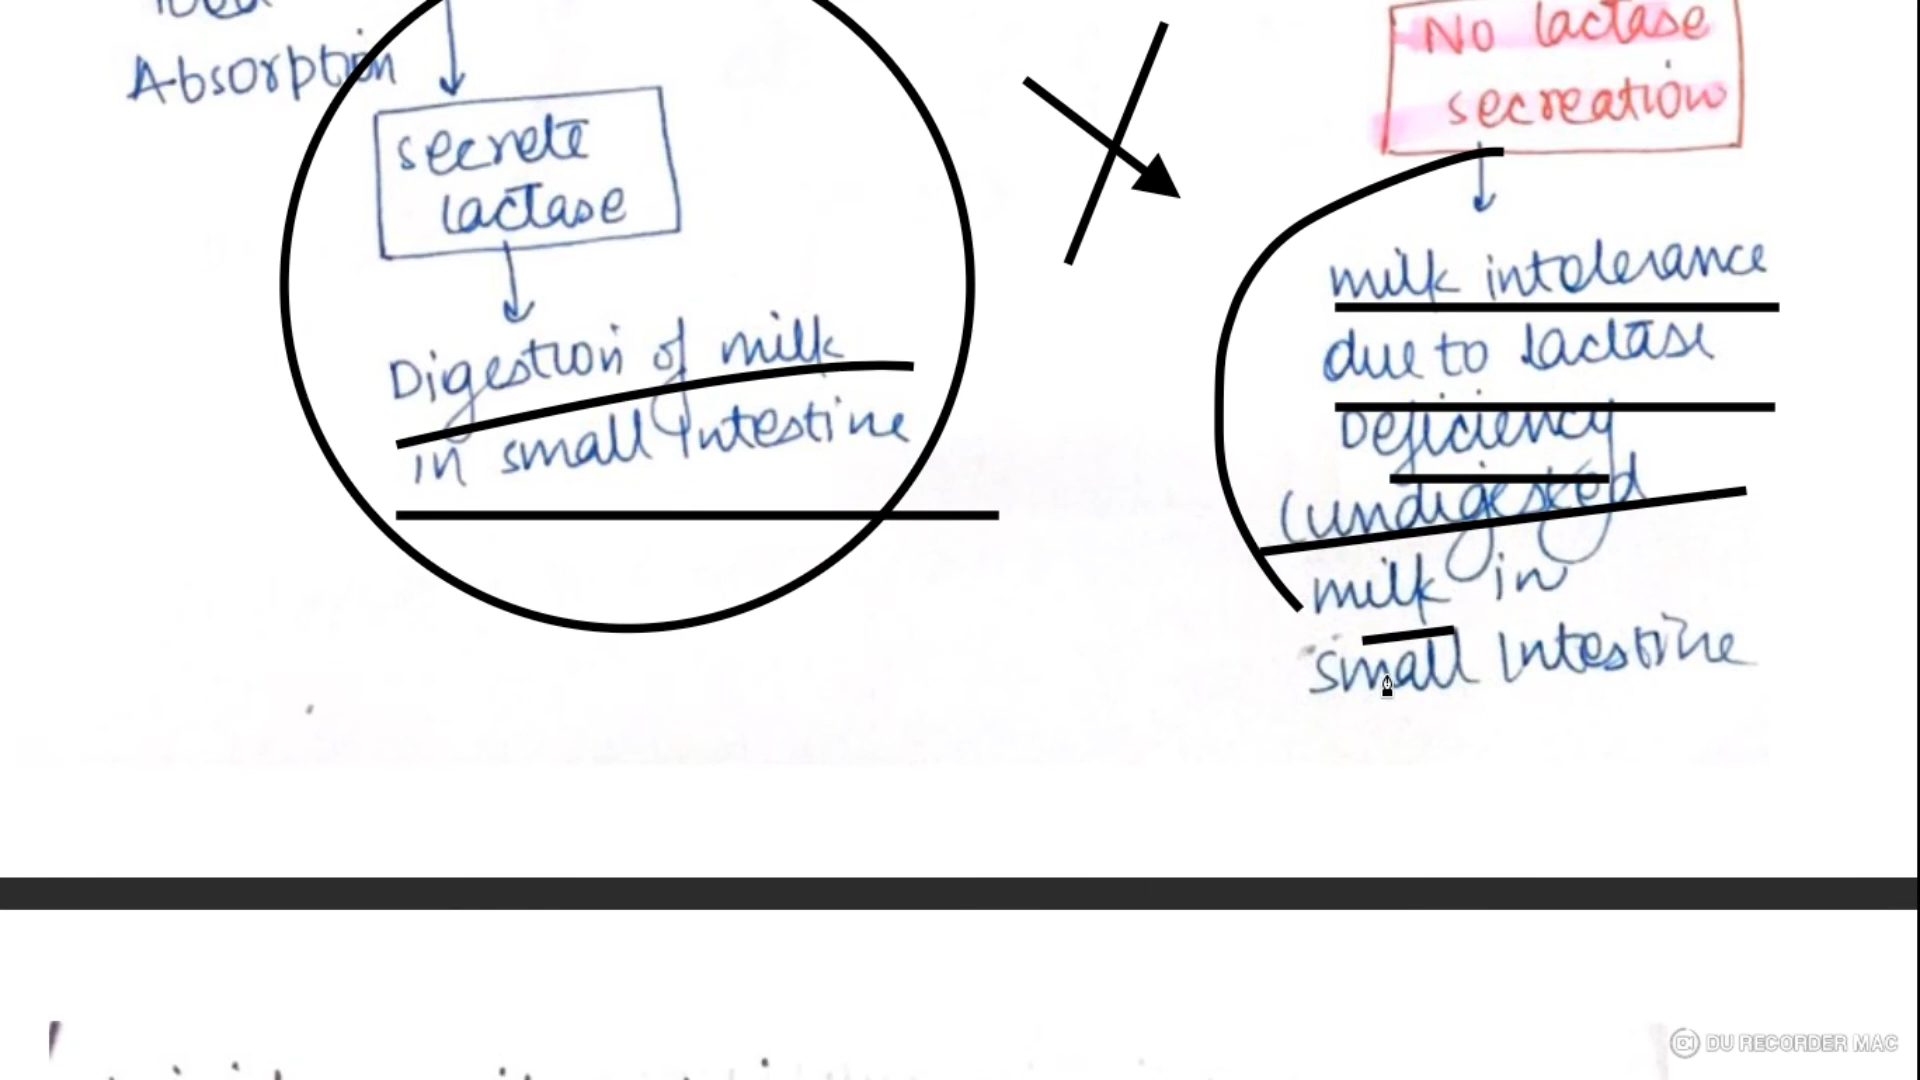 Absorption
secrete
lactase
Digestion of milk
in small Intestine
No lactase
secreation
milk intolerance
due to lactase
Deficiency
(undigested
milk in
small Intestine
DU RECORDER MAC